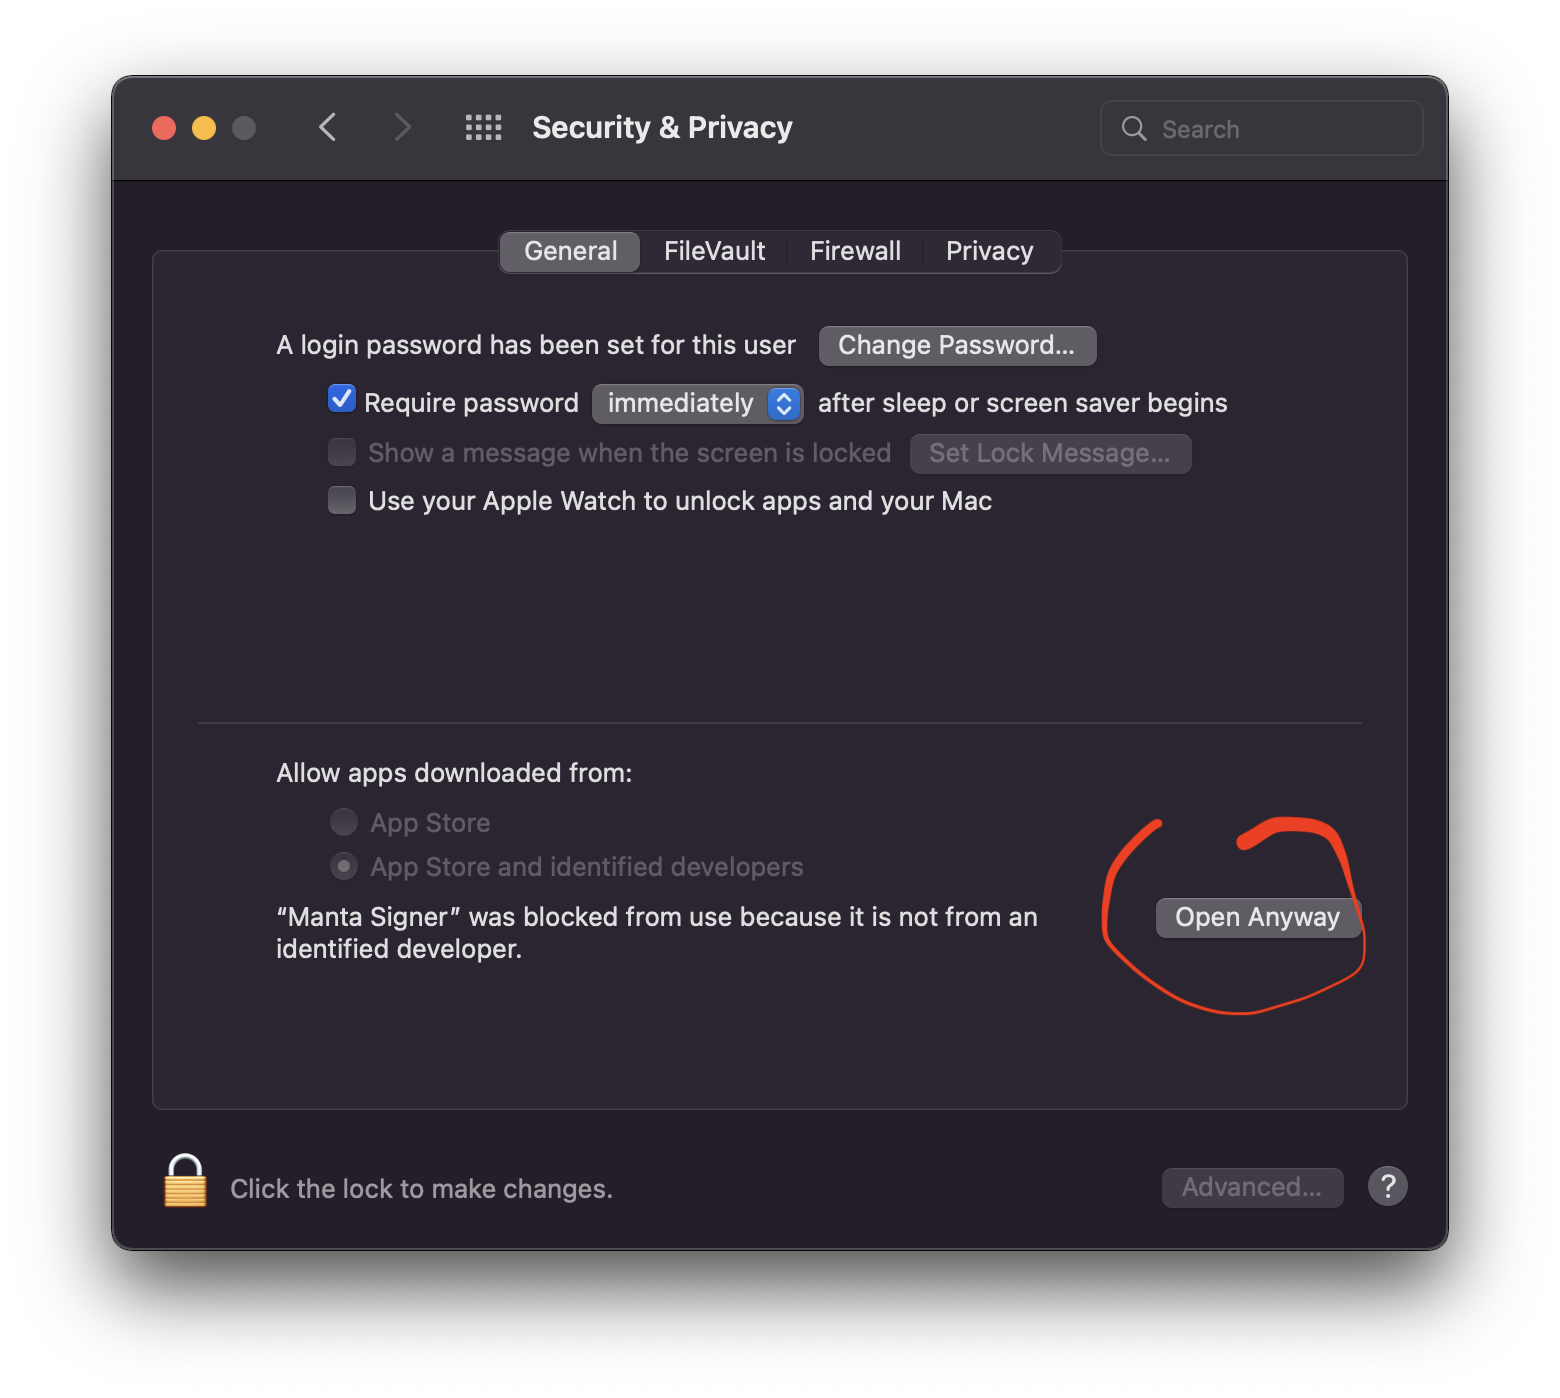 Security & Privacy
Search
General FileVault Firewall Privacy
A login password has been set for this user Change Password...
Require password immediately after sleep or screen saver begins
Show a message when the screen is locked Set Lock Message...
Use your Apple Watch to unlock apps and your Mac
Allow apps downloaded from:
App Store
App Store and identified developers
“Manta Signer” was blocked from use because it is not from an Open Anyway
identified developer.
Click the lock to make changes. Advanced... ?